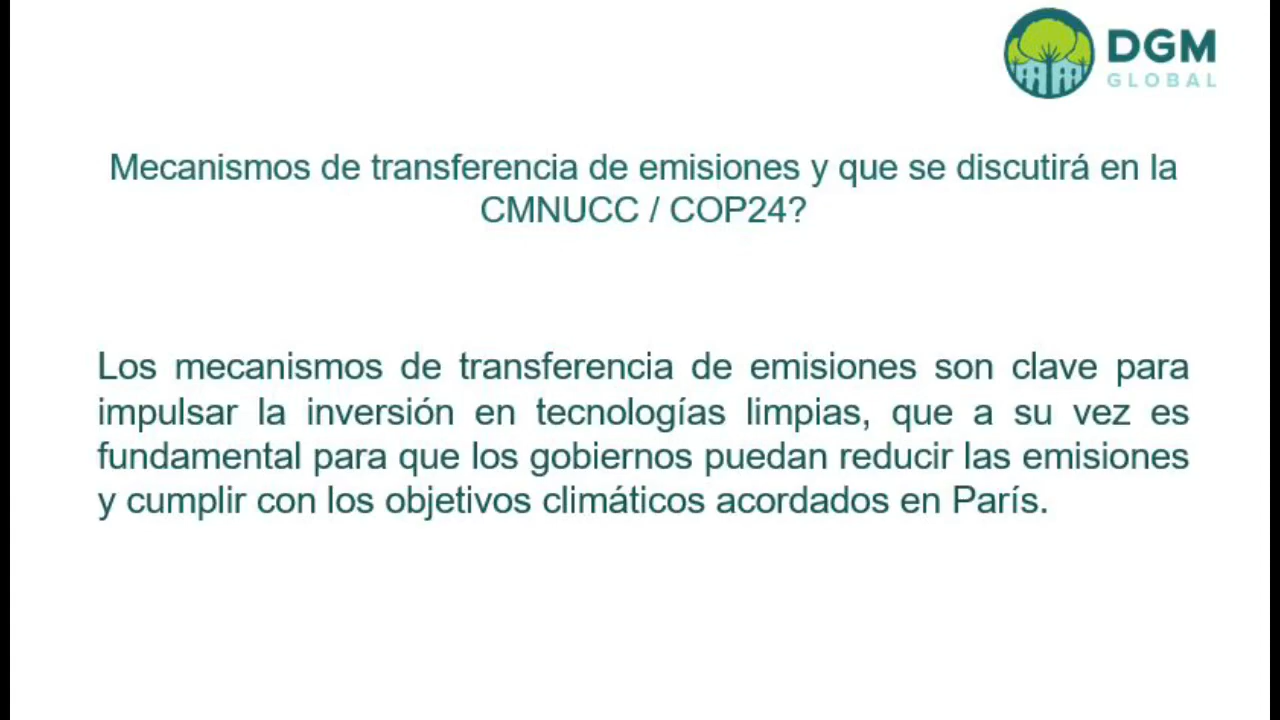 DGM
GLOBAL
Mecanismos de transferencia de emisiones y que se discutirá en la
CMNUCC / COP24?
Los mecanismos de transferencia de emisiones son clave para
impulsar la inversión en tecnologías limpias, que a su vez es
fundamental para que los gobiernos puedan reducir las emisiones
y cumplir con los objetivos climáticos acordados en París.